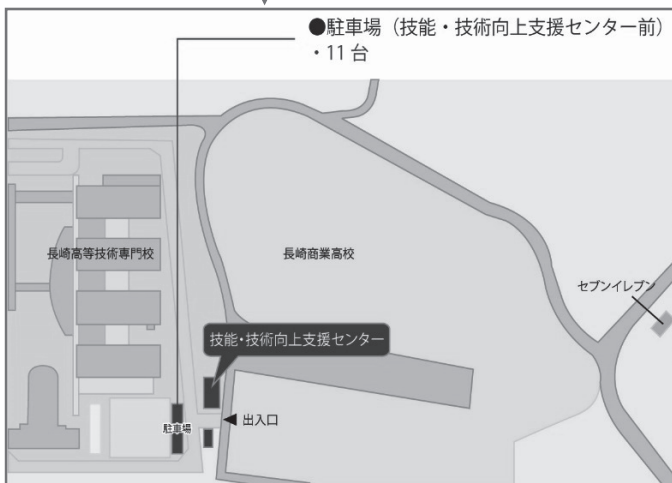 ●駐車場（技能・技術向上支援センター前）
・11 台
長崎高等技術専門校
長崎商業高校
セブンイレブン
技能・技術向上支援センター
出入口
駐車場